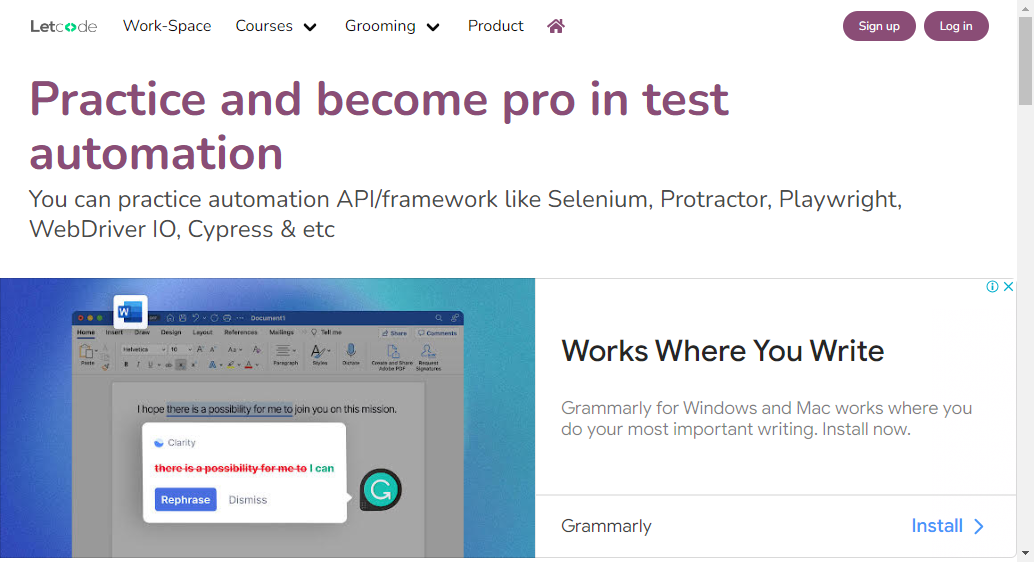 Letcode Work-Space Courses Grooming Product Sign up Log in
Practice and become pro in test
automation
You can practice automation API/framework like Selenium, Protractor, Playwright,
WebDriver IO, Cypress & etc
W
Document1
Home Insert Draw Design Layout References Mailings Tell me Share Comments
Helvetica 10
Paste Paragraph Styles Dictate Create and Share Adobe PDF Request Signatures
I hope there is a possibility for me to join you on this mission.
Clarity
there is a possibility for me to I can
Rephrase Dismiss
Works Where You Write
Grammarly for Windows and Mac works where you
do your most important writing. Install now.
Grammarly Install